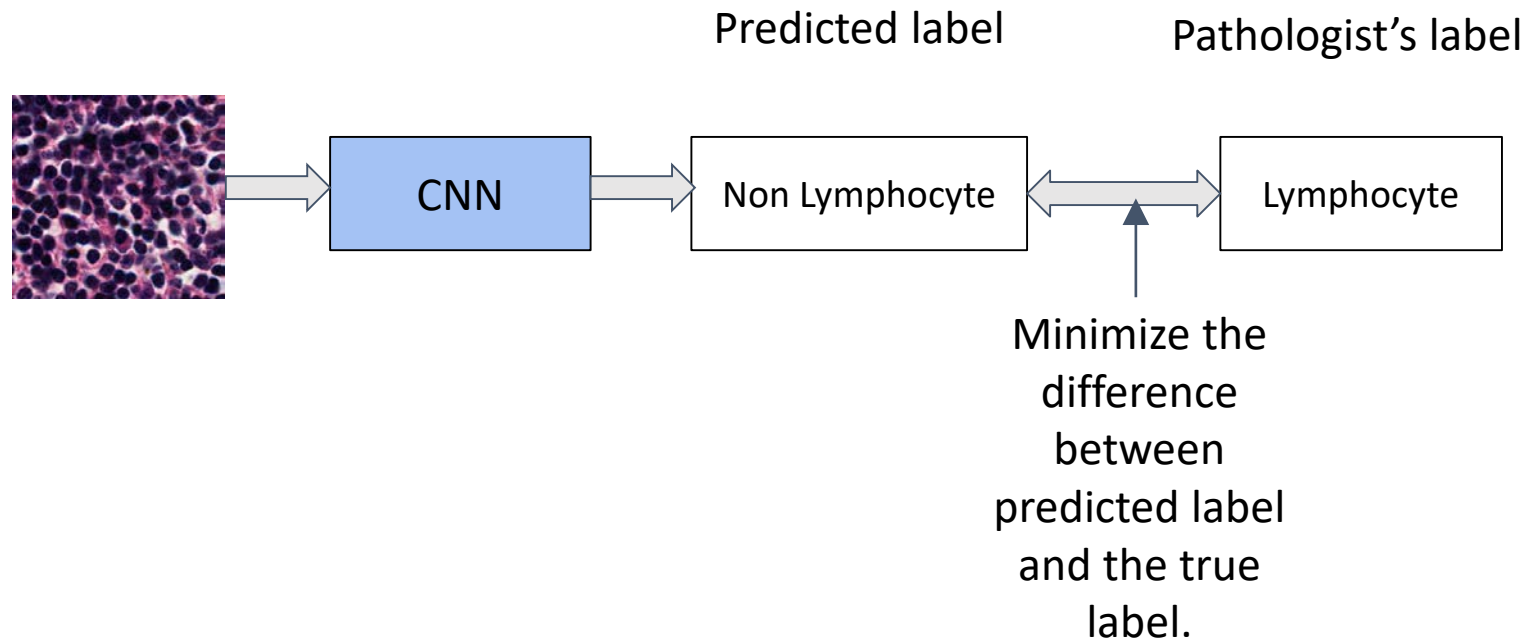 Predicted label
Pathologist’s label
CNN
Non Lymphocyte
Lymphocyte
Minimize the
difference
between
predicted label
and the true
label.